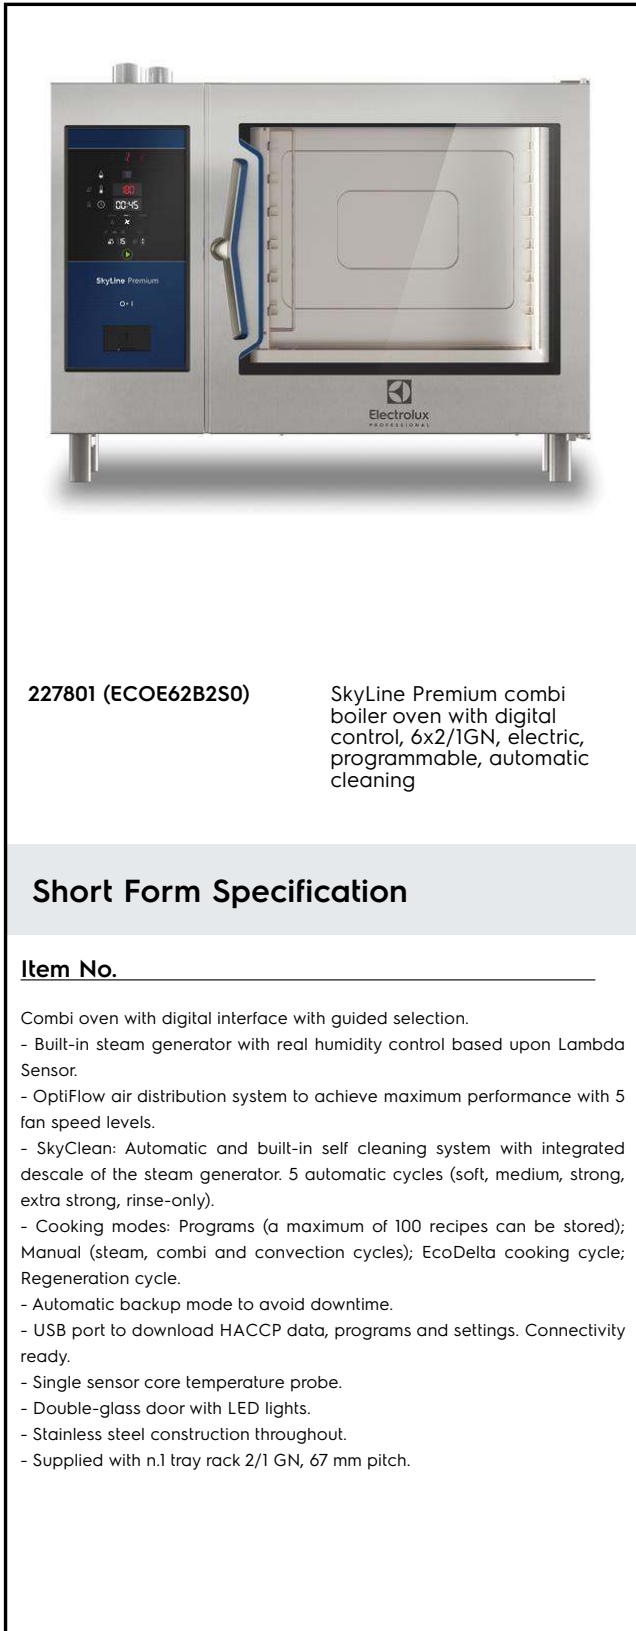 100
00:45
15
SkyLine Premium
Electrolux
PROFESSIONAL
227801 (ECOE62B2S0)
SkyLine Premium combi
boiler oven with digital
control, 6x2/1GN, electric,
programmable, automatic
cleaning
Short Form Specification
Item No.
Combi oven with digital interface with guided selection.
- Built-in steam generator with real humidity control based upon Lambda
Sensor.
- OptiFlow air distribution system to achieve maximum performance with 5
fan speed levels.
- SkyClean: Automatic and built-in self cleaning system with integrated
descale of the steam generator. 5 automatic cycles (soft, medium, strong,
extra strong, rinse-only).
- Cooking modes: Programs (a maximum of 100 recipes can be stored);
Manual (steam, combi and convection cycles); EcoDelta cooking cycle;
Regeneration cycle.
- Automatic backup mode to avoid downtime.
- USB port to download HACCP data, programs and settings. Connectivity
ready.
- Single sensor core temperature probe.
- Double-glass door with LED lights.
- Stainless steel construction throughout.
- Supplied with n.1 tray rack 2/1 GN, 67 mm pitch.